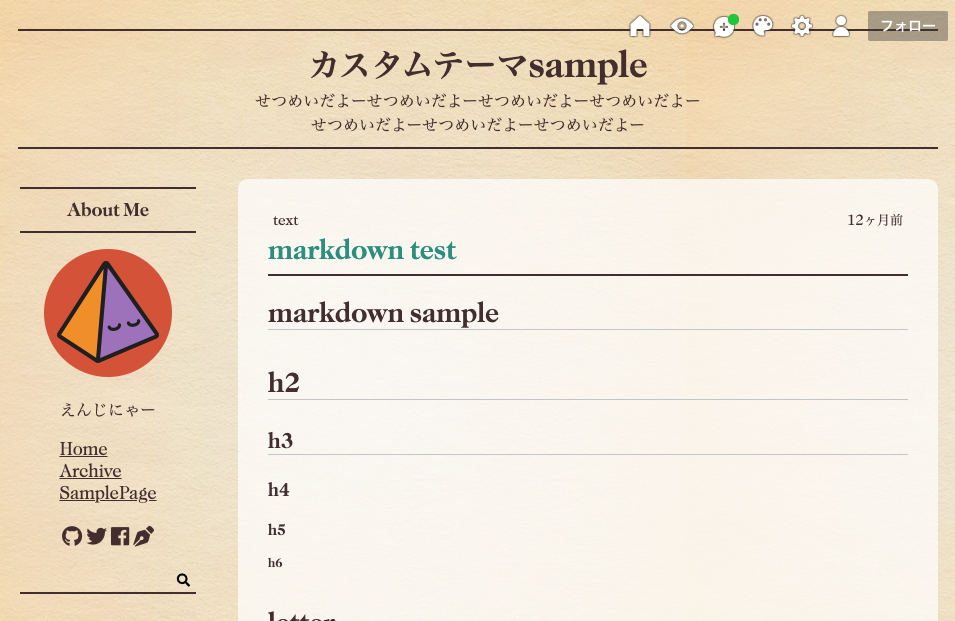 フォロー
カスタムテーマsample
せつめいだよーせつめいだよーせつめいだよーせつめいだよー
せつめいだよーせつめいだよーせつめいだよー
About Me
えんじにゃー
Home
Archive
SamplePage
text
12ヶ月前
markdown test
markdown sample
h2
h3
h4
h5
h6
letter